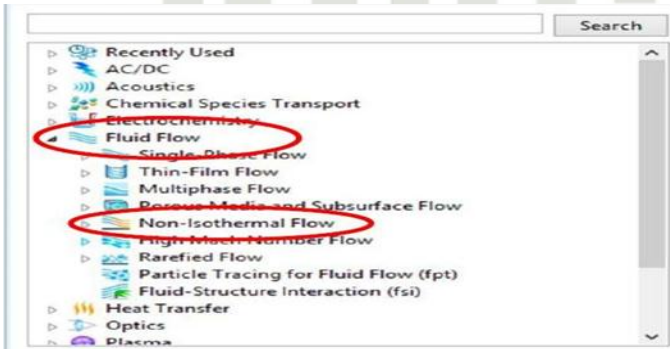 Search
Recently Used
AC/DC
Acoustics
Chemical Species Transport
Electrochemistry
Fluid Flow
Single-Phase Flow
Thin-Film Flow
Multiphase Flow
Porous Media and Subsurface Flow
Non-Isothermal Flow
High Mach Number Flow
Rarefied Flow
Particle Tracing for Fluid Flow (fpt)
Fluid-Structure Interaction (fsi)
Heat Transfer
Optics
Plasma